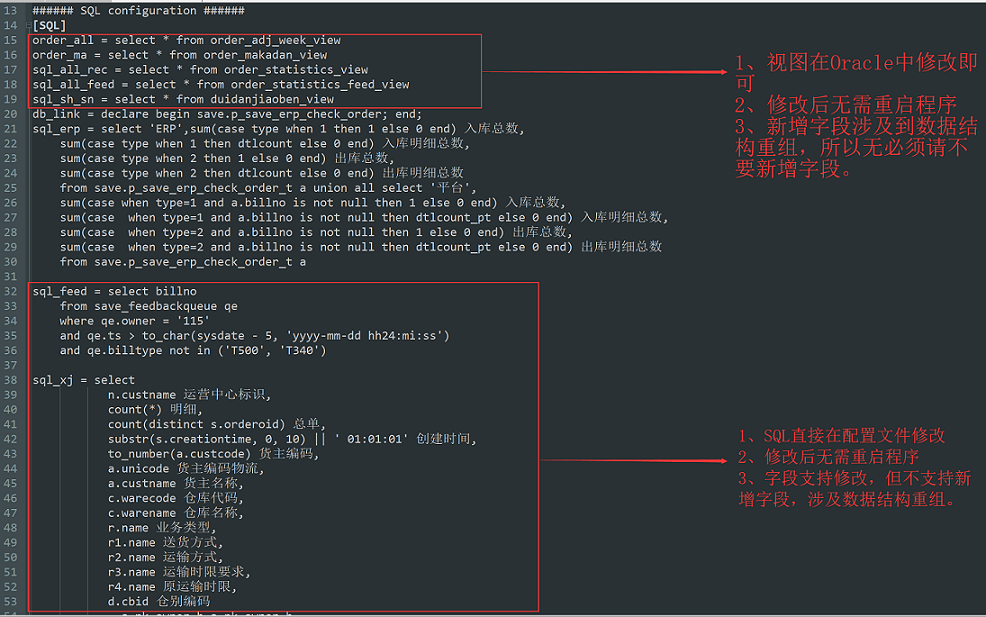 13 ###### SQL configuration ######
14 [SQL]
15 order_all = select * from order_adj_week_view
16 order_ma = select * from order_makadan_view
17 sql_all_rec = select * from order_statistics_view
18 sql_all_feed = select * from order_statistics_feed_view
19 sql_sh_sn = select * from duidanjiaoben_view
1、视图在Oracle中修改即
可
2、修改后无需重启程序
3、新增字段涉及到数据结
构重组，所以无必须请不
要新增字段。
20 db_link = declare begin save.p_save_erp_check_order; end;
21 sql_erp = select 'ERP',sum(case type when 1 then 1 else 0 end) 入库总数,
22 sum(case type when 1 then dtlcount else 0 end) 入库明细总数,
23 sum(case type when 2 then 1 else 0 end) 出库总数,
24 sum(case type when 2 then dtlcount else 0 end) 出库明细总数
25 from save.p_save_erp_check_order_t a union all select '平台',
26 sum(case when type=1 and a.billno is not null then 1 else 0 end) 入库总数,
27 sum(case  when type=1 and a.billno is not null then dtlcount_pt else 0 end) 入库明细总数,
28 sum(case  when type=2 and a.billno is not null then 1 else 0 end) 出库总数,
29 sum(case  when type=2 and a.billno is not null then dtlcount_pt else 0 end) 出库明细总数
30 from save.p_save_erp_check_order_t a
31
32 sql_feed = select billno
33 from save_feedbackqueue qe
34 where qe.owner = '115'
35 and qe.ts > to_char(sysdate - 5, 'yyyy-mm-dd hh24:mi:ss')
36 and qe.billtype not in ('T500', 'T340')
37
38 sql_xj = select
39 n.custname 运营中心标识,
40 count(*) 明细,
41 count(distinct s.orderoid) 总单,
42 substr(s.creationtime, 0, 10) || ' 01:01:01' 创建时间,
43 to_number(a.custcode) 货主编码,
44 a.unicode 货主编码物流,
45 a.custname 货主名称,
46 c.warecode 仓库代码,
47 c.warename 仓库名称,
48 r.name 业务类型,
49 r1.name 送货方式,
50 r2.name 运输方式,
51 r3.name 运输时限要求,
52 r4.name 原运输时限,
53 d.cbid 仓别编码
1、SQL直接在配置文件修改
2、修改后无需重启程序
3、字段支持修改，但不支持新
增字段，涉及数据结构重组。